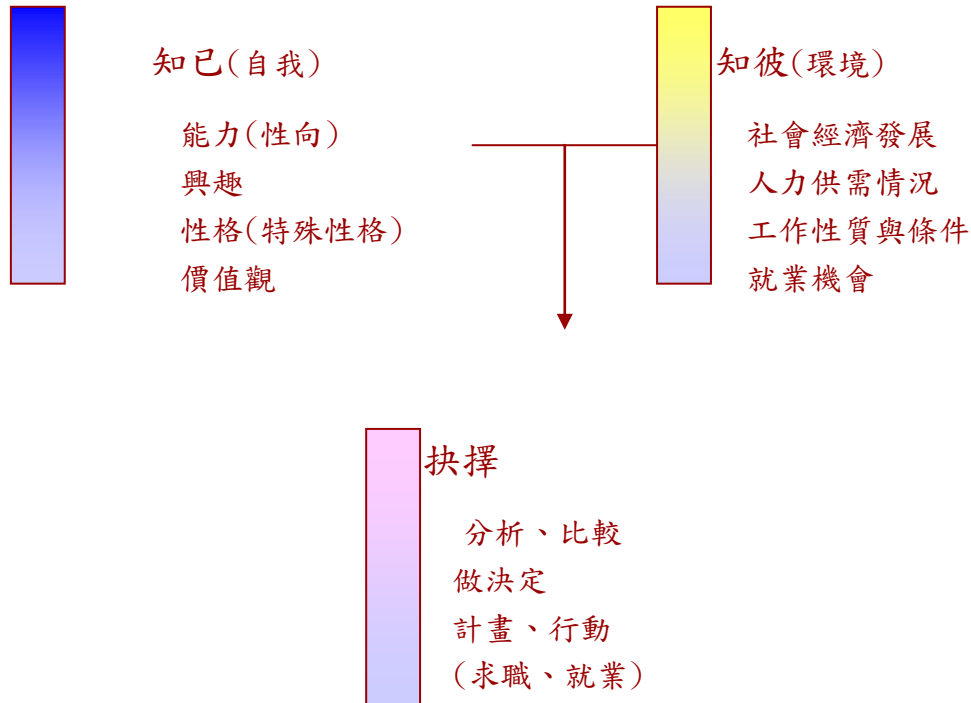 知已(自我)
能力(性向)
興趣
性格(特殊性格)
價值觀
知彼(環境)
社會經濟發展
人力供需情況
工作性質與條件
就業機會
抉擇
分析、比較
做決定
計畫、行動
(求職、就業)